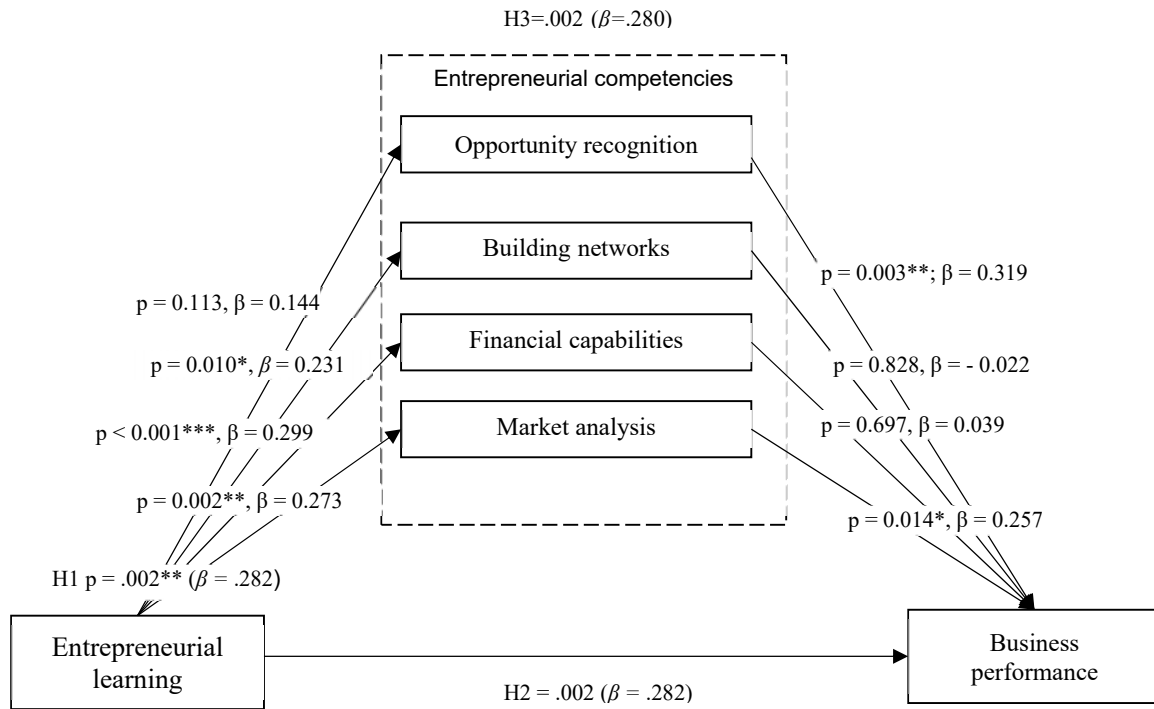 H3=.002 (β=.280)
Entrepreneurial competencies
Opportunity recognition
Building networks
p = 0.003**; β = 0.319
p = 0.113, β = 0.144
Financial capabilities
p = 0.010*, β = 0.231
p = 0.828, β = - 0.022
p < 0.001***, β = 0.299
Market analysis
p = 0.697, β = 0.039
p = 0.002**, β = 0.273
p = 0.014*, β = 0.257
H1 p = .002** (β = .282)
Entrepreneurial
learning
Business
performance
H2 = .002 (β = .282)